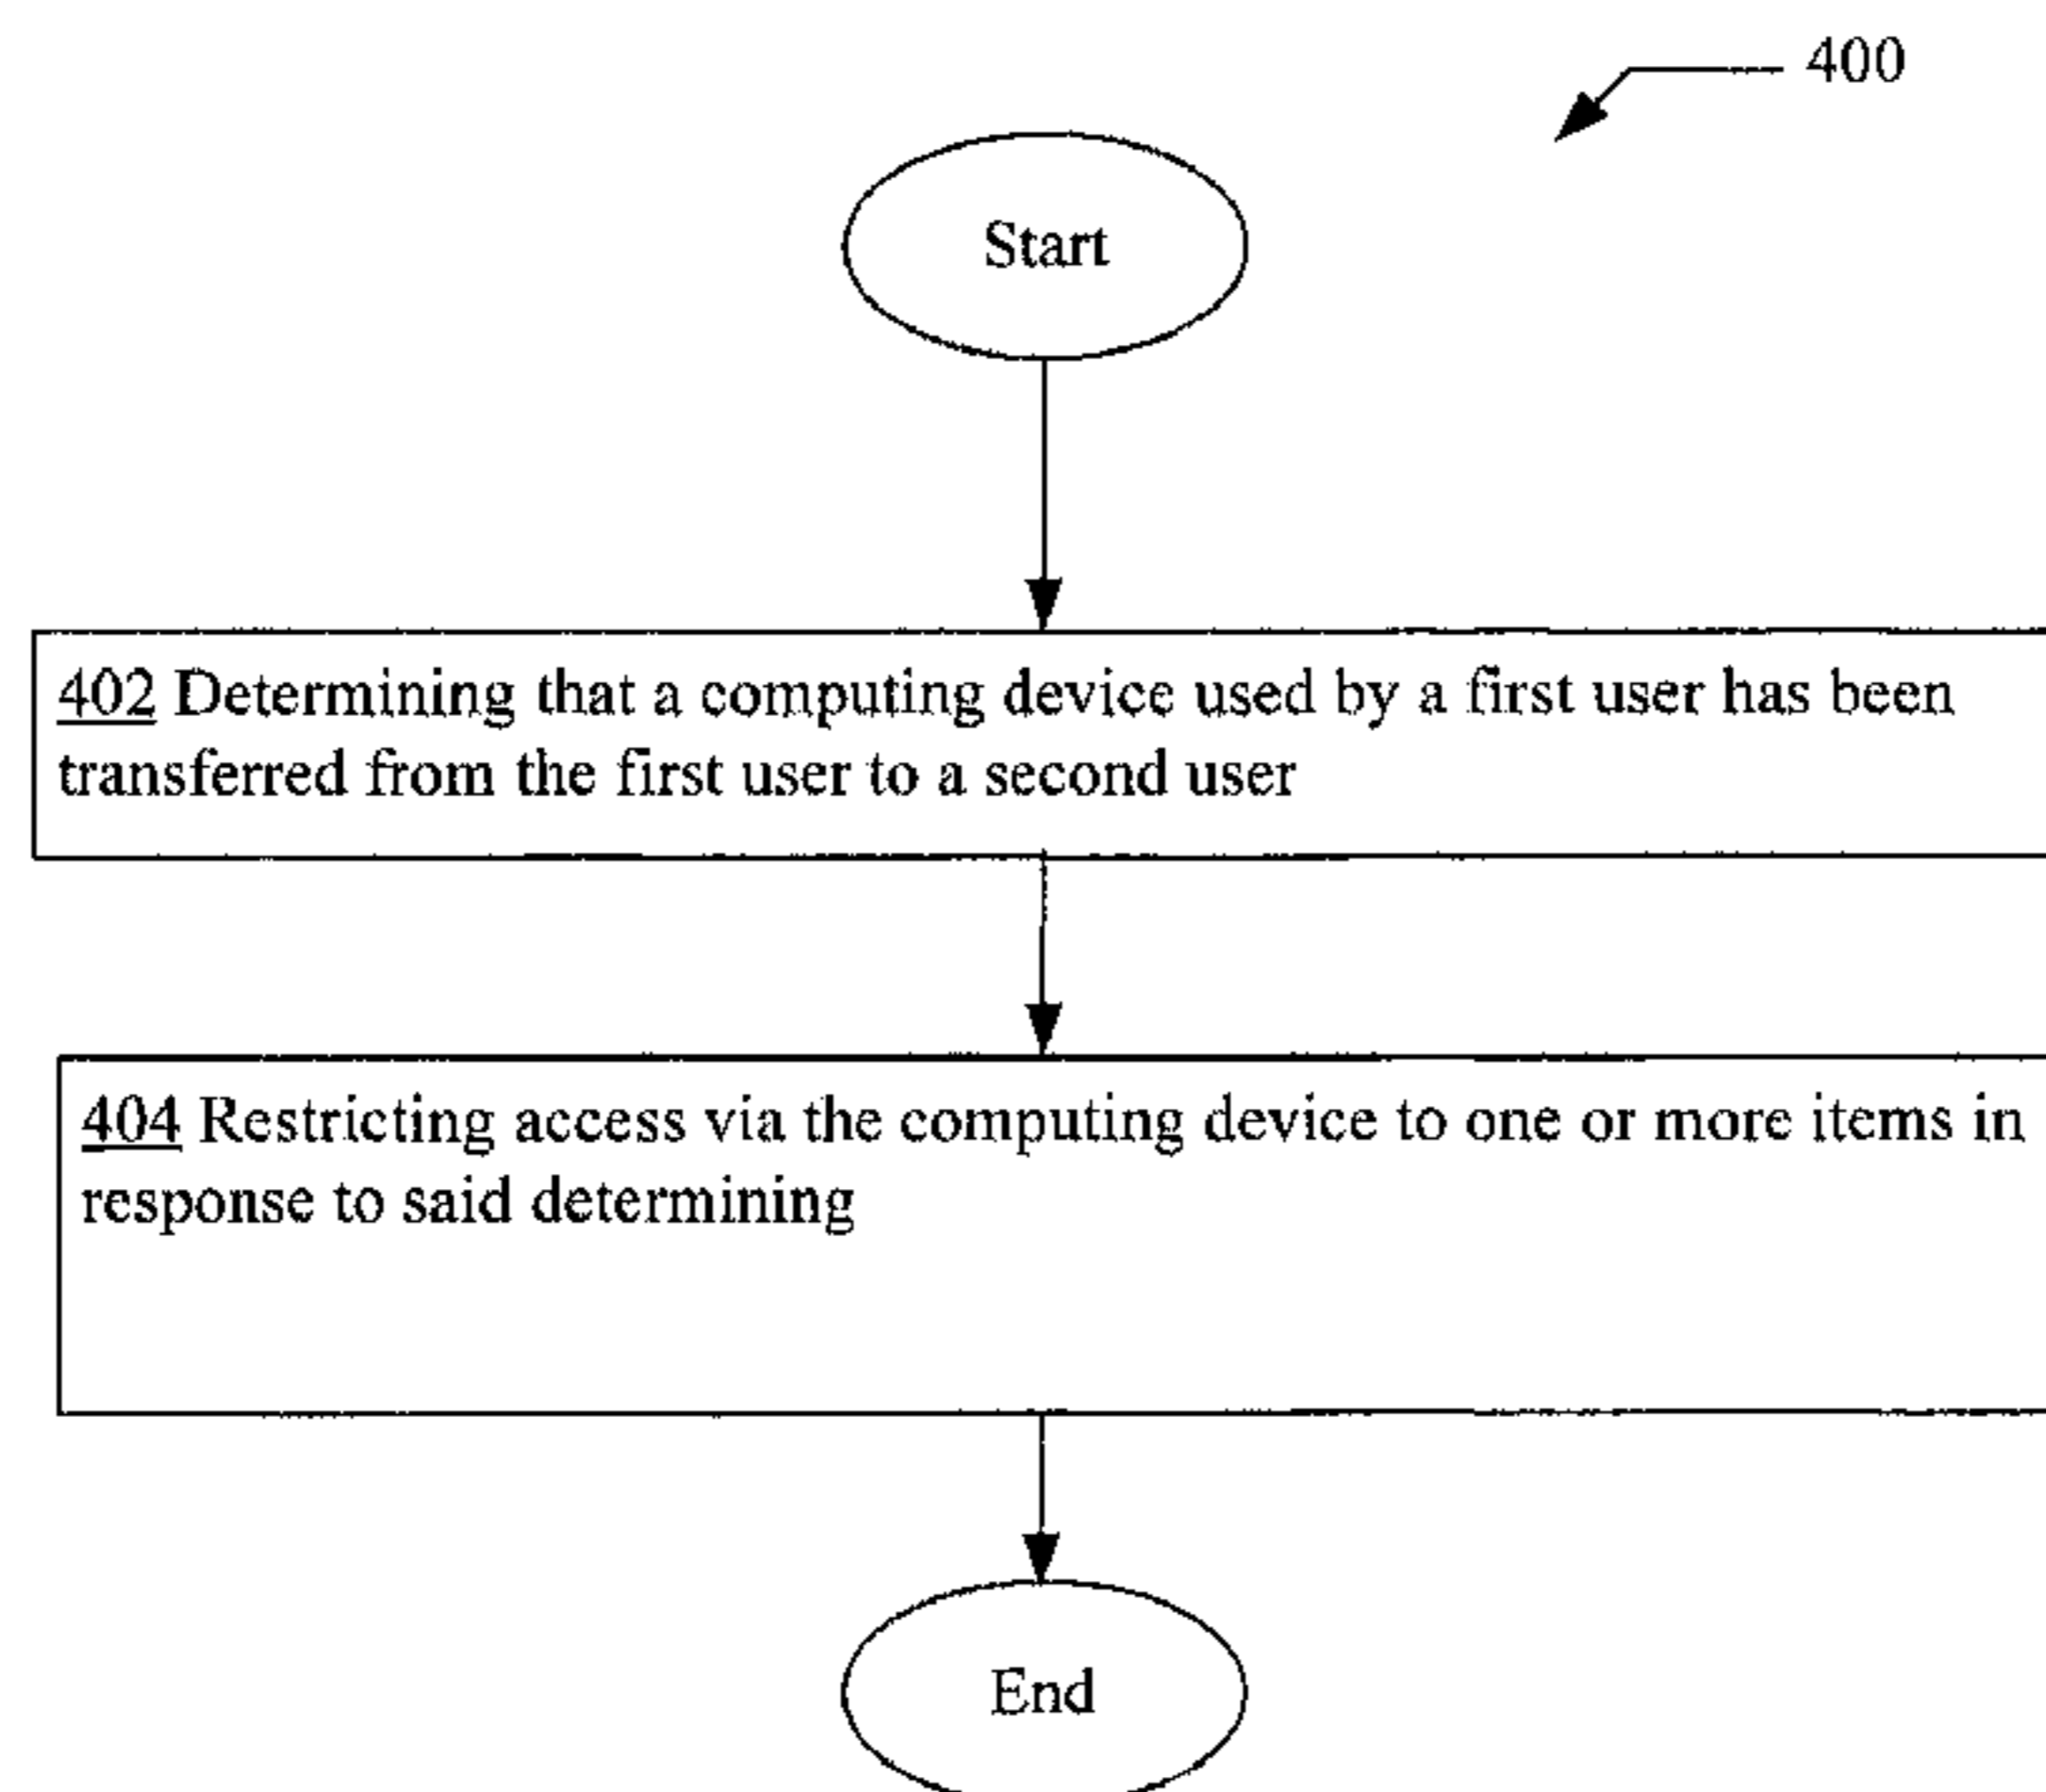 400
Start
402 Determining that a computing device used by a first user has been
transferred from the first user to a second user
404 Restricting access via the computing device to one or more items in
response to said determining
End